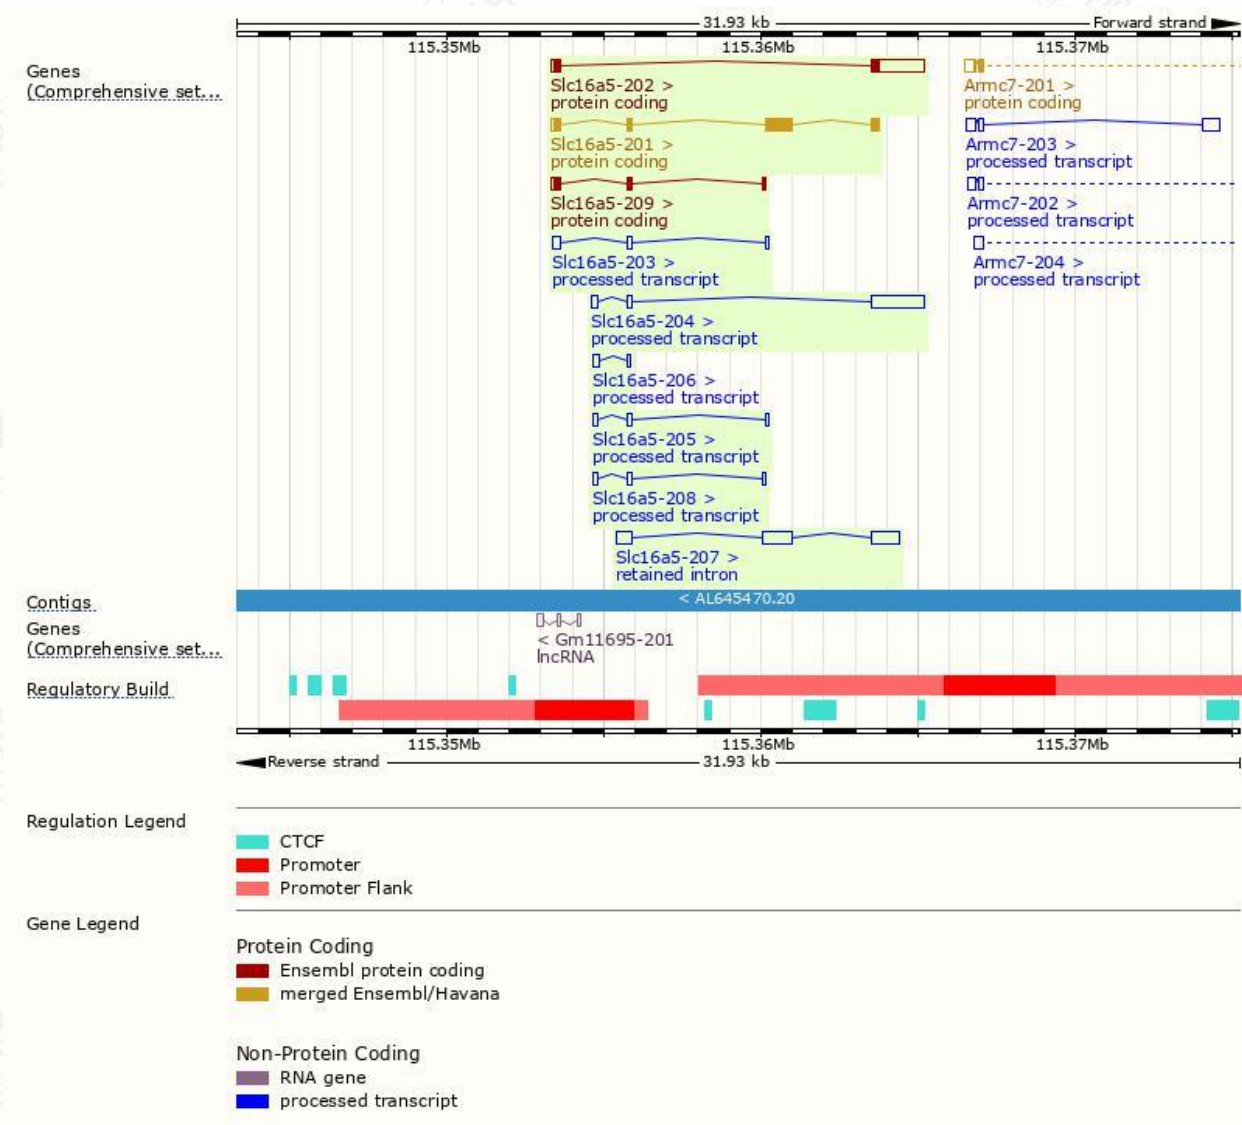 31.93 kb
Forward strand
115.35Mb 115.36Mb 115.37Mb
Genes
(Comprehensive set...
Slc16a5-202 >
protein coding
Armc7-201 >
protein coding
Slc16a5-201 >
protein coding
Armc7-203 >
processed transcript
Slc16a5-209 >
protein coding
Armc7-202 >
processed transcript
Slc16a5-203 >
processed transcript
Armc7-204 >
processed transcript
Slc16a5-204 >
processed transcript
Slc16a5-206 >
processed transcript
Slc16a5-205 >
processed transcript
Slc16a5-208 >
processed transcript
Slc16a5-207 >
retained intron
Contigs
< AL645470.20
Genes
(Comprehensive set...
< Gm11695-201
lncRNA
Regulatory Build
115.35Mb 115.36Mb 115.37Mb
Reverse strand
31.93 kb
Regulation Legend
CTCF
Promoter
Promoter Flank
Gene Legend
Protein Coding
Ensembl protein coding
merged Ensembl/Havana
Non-Protein Coding
RNA gene
processed transcript